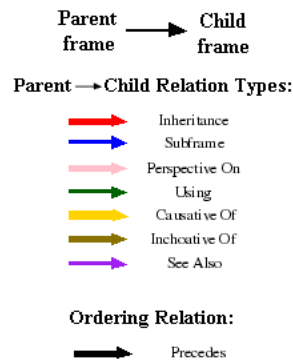 Parent Child
frame frame
Parent Child Relation Types:
Inheritance
Subframe
Perspective On
Using
Causative Of
Inchoative Of
See Also
Ordering Relation:
Precedes